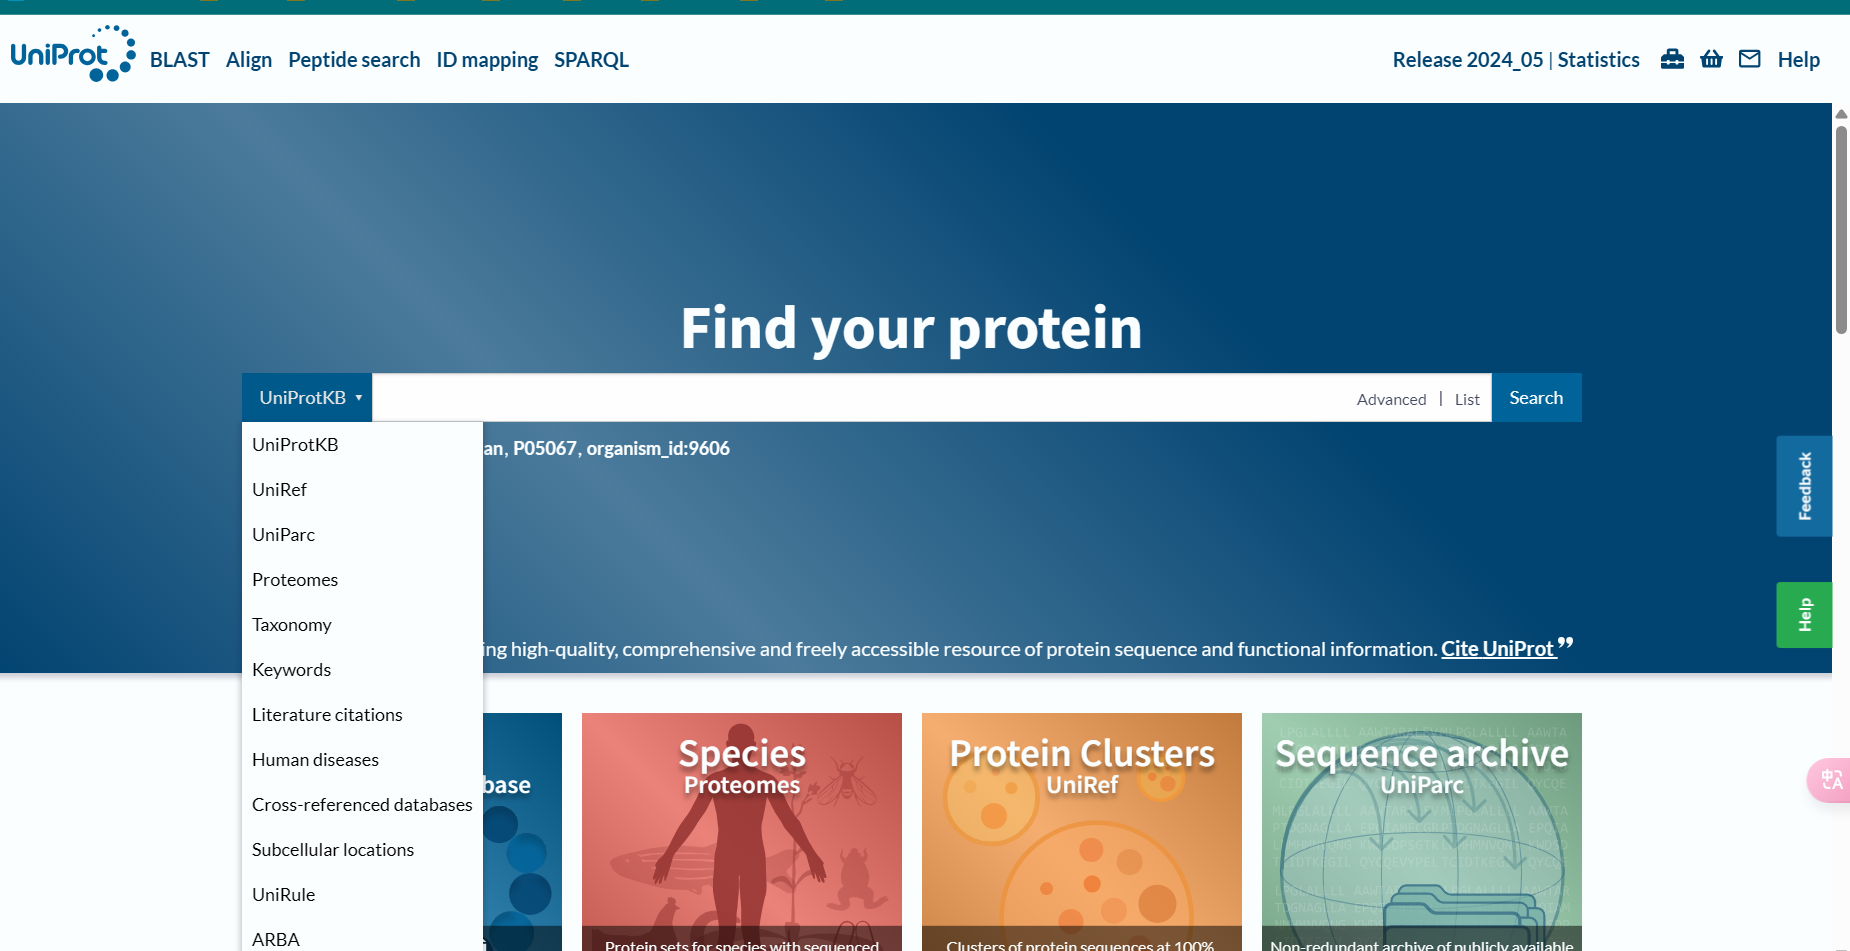 UniProt
BLAST Align Peptide search ID mapping SPARQL
Release 2024_05 | Statistics
Help
Find your protein
UniProtKB
Advanced | List
Search
UniProtKB
an, P05067, organism_id:9606
UniRef
UniParc
Proteomes
Taxonomy
Keywords
Literature citations
Human diseases
Cross-referenced databases
Subcellular locations
UniRule
ARBA
Feedback
Help
ing high-quality, comprehensive and freely accessible resource of protein sequence and functional information. Cite UniProt
base
Species
Proteomes
Protein sets for species with sequenced
Protein Clusters
UniRef
Clusters of protein sequences at 100%
Sequence archive
UniParc
Non-redundant archive of publicly available
中A